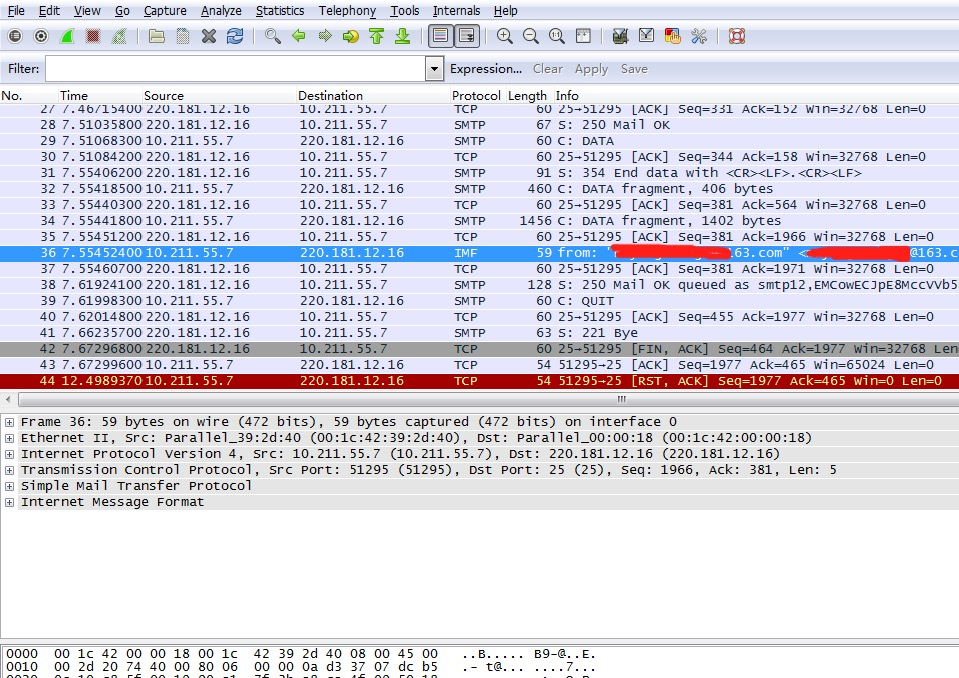 File Edit View Go Capture Analyze Statistics Telephony Tools Internals Help
Filter: Expression... Clear Apply Save
No. Time Source Destination Protocol Length Info
27 7.46715400 220.181.12.16 10.211.55.7 TCP 60 25→51295 [ACK] Seq=331 Ack=152 Win=32768 Len=0
28 7.51035800 220.181.12.16 10.211.55.7 SMTP 67 S: 250 Mail OK
29 7.51068300 10.211.55.7 220.181.12.16 SMTP 60 C: DATA
30 7.51084200 220.181.12.16 10.211.55.7 TCP 60 25→51295 [ACK] Seq=344 Ack=158 Win=32768 Len=0
31 7.55406200 220.181.12.16 10.211.55.7 SMTP 91 S: 354 End data with <CR><LF>.<CR><LF>
32 7.55418500 10.211.55.7 220.181.12.16 SMTP 460 C: DATA fragment, 406 bytes
33 7.55440300 220.181.12.16 10.211.55.7 TCP 60 25→51295 [ACK] Seq=381 Ack=564 Win=32768 Len=0
34 7.55441800 10.211.55.7 220.181.12.16 SMTP 1456 C: DATA fragment, 1402 bytes
35 7.55451200 220.181.12.16 10.211.55.7 TCP 60 25→51295 [ACK] Seq=381 Ack=1966 Win=32768 Len=0
36 7.55452400 10.211.55.7 220.181.12.16 IMF 59 from: " 163.com" < @163.c
37 7.55460700 220.181.12.16 10.211.55.7 TCP 60 25→51295 [ACK] Seq=381 Ack=1971 Win=32768 Len=0
38 7.61924100 220.181.12.16 10.211.55.7 SMTP 128 S: 250 Mail OK queued as smtp12,EMCowECJpE8MccVVb5
39 7.61998300 10.211.55.7 220.181.12.16 SMTP 60 C: QUIT
40 7.62014800 220.181.12.16 10.211.55.7 TCP 60 25→51295 [ACK] Seq=455 Ack=1977 Win=32768 Len=0
41 7.66235700 220.181.12.16 10.211.55.7 SMTP 63 S: 221 Bye
42 7.67296800 220.181.12.16 10.211.55.7 TCP 60 25→51295 [FIN, ACK] Seq=464 Ack=1977 Win=32768 Len
43 7.67299600 10.211.55.7 220.181.12.16 TCP 54 51295→25 [ACK] Seq=1977 Ack=465 Win=65024 Len=0
44 12.4989370 10.211.55.7 220.181.12.16 TCP 54 51295→25 [RST, ACK] Seq=1977 Ack=465 Win=0 Len=0
Frame 36: 59 bytes on wire (472 bits), 59 bytes captured (472 bits) on interface 0
Ethernet II, Src: Parallel_39:2d:40 (00:1c:42:39:2d:40), Dst: Parallel_00:00:18 (00:1c:42:00:00:18)
Internet Protocol Version 4, Src: 10.211.55.7 (10.211.55.7), Dst: 220.181.12.16 (220.181.12.16)
Transmission Control Protocol, Src Port: 51295 (51295), Dst Port: 25 (25), Seq: 1966, Ack: 381, Len: 5
Simple Mail Transfer Protocol
Internet Message Format
0000 00 1c 42 00 00 18 00 1c 42 39 2d 40 08 00 45 00 ..B..... B9-@..E.
0010 00 2d 20 74 40 00 80 06 00 00 0a d3 37 07 dc b5 .- t@... ....7...